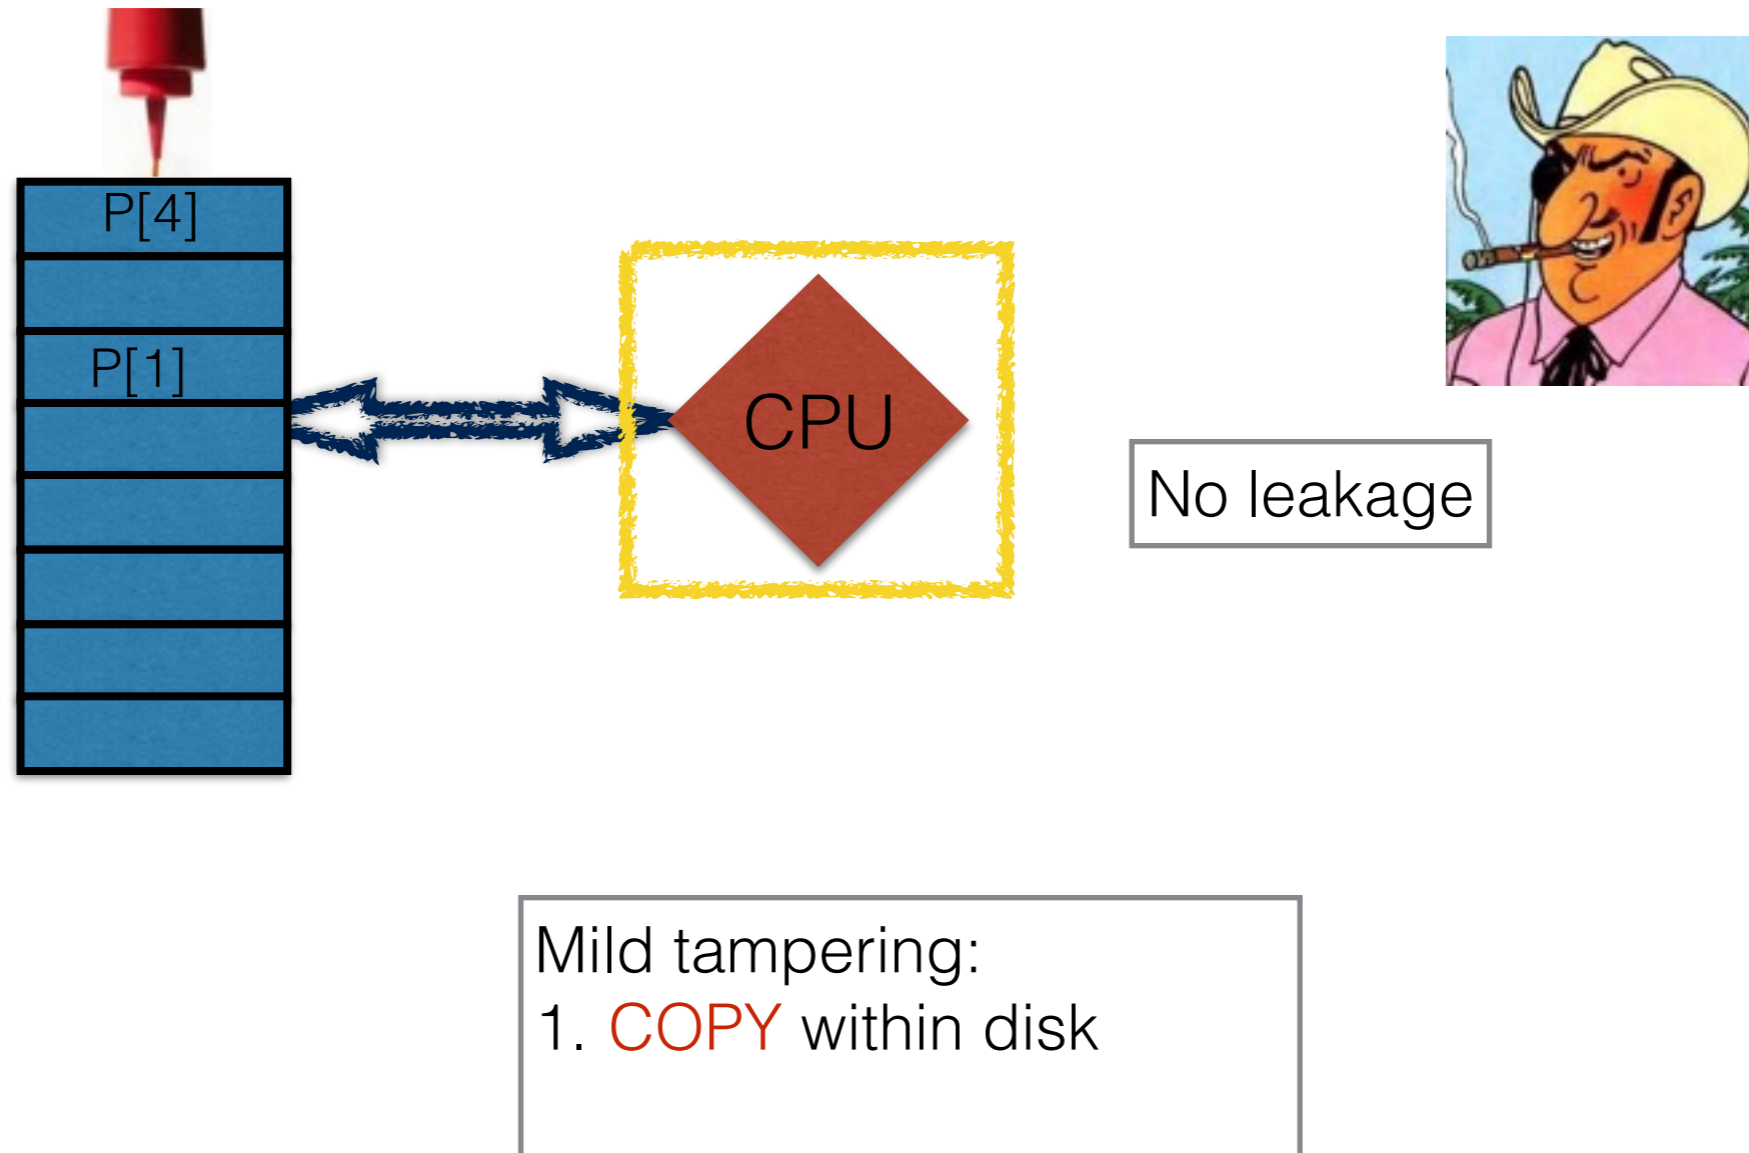 P[4]
P[1]
CPU
No leakage
Mild tampering:
1. COPY within disk